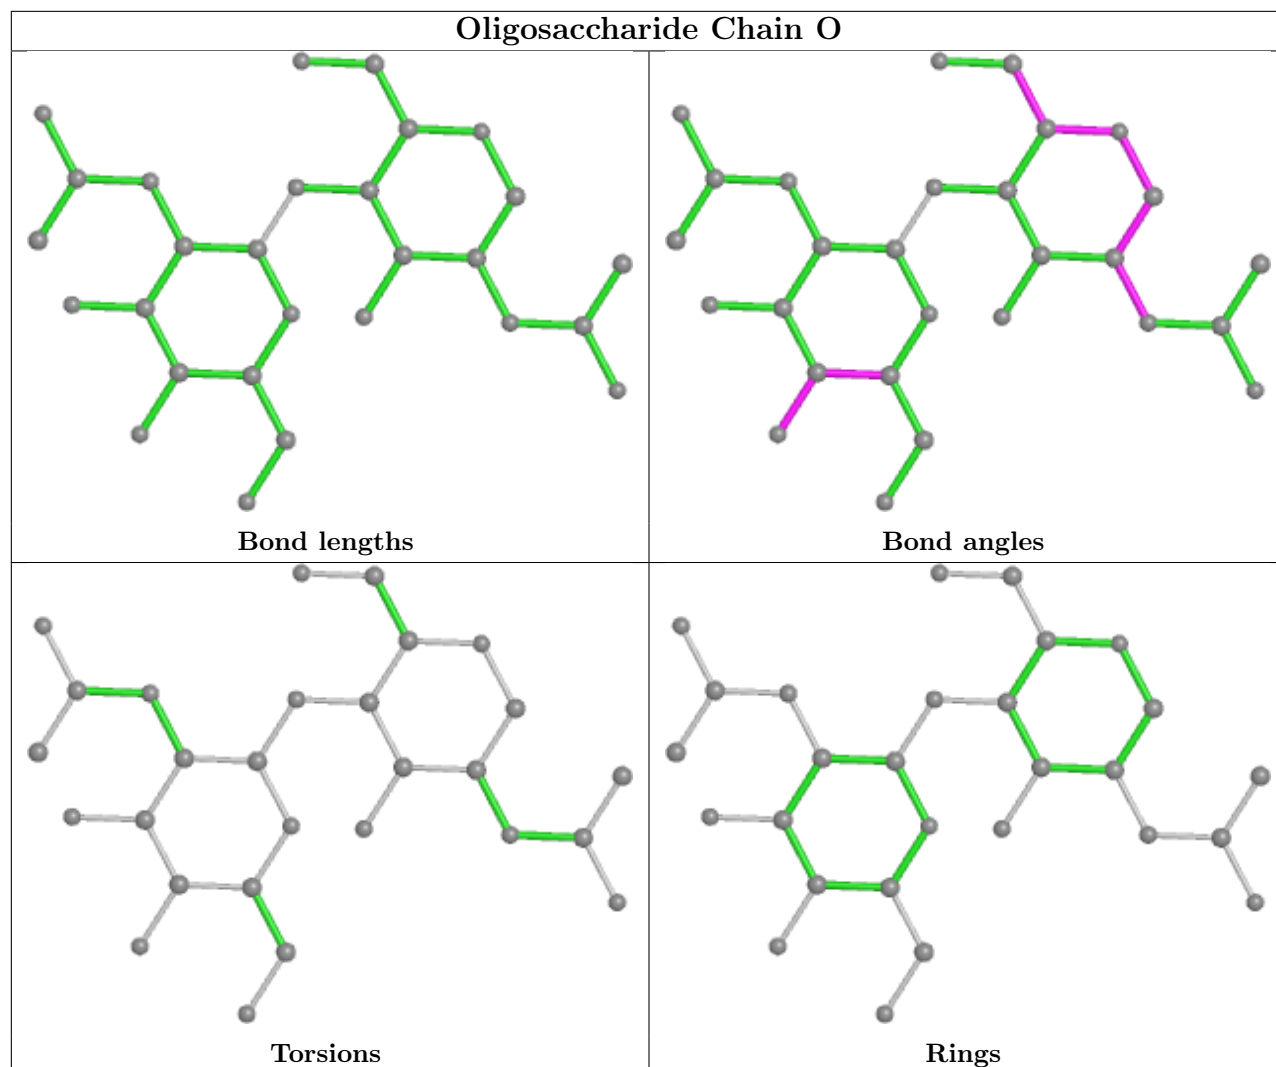 Oligosaccharide Chain O
Bond lengths
Bond angles
Torsions
Rings